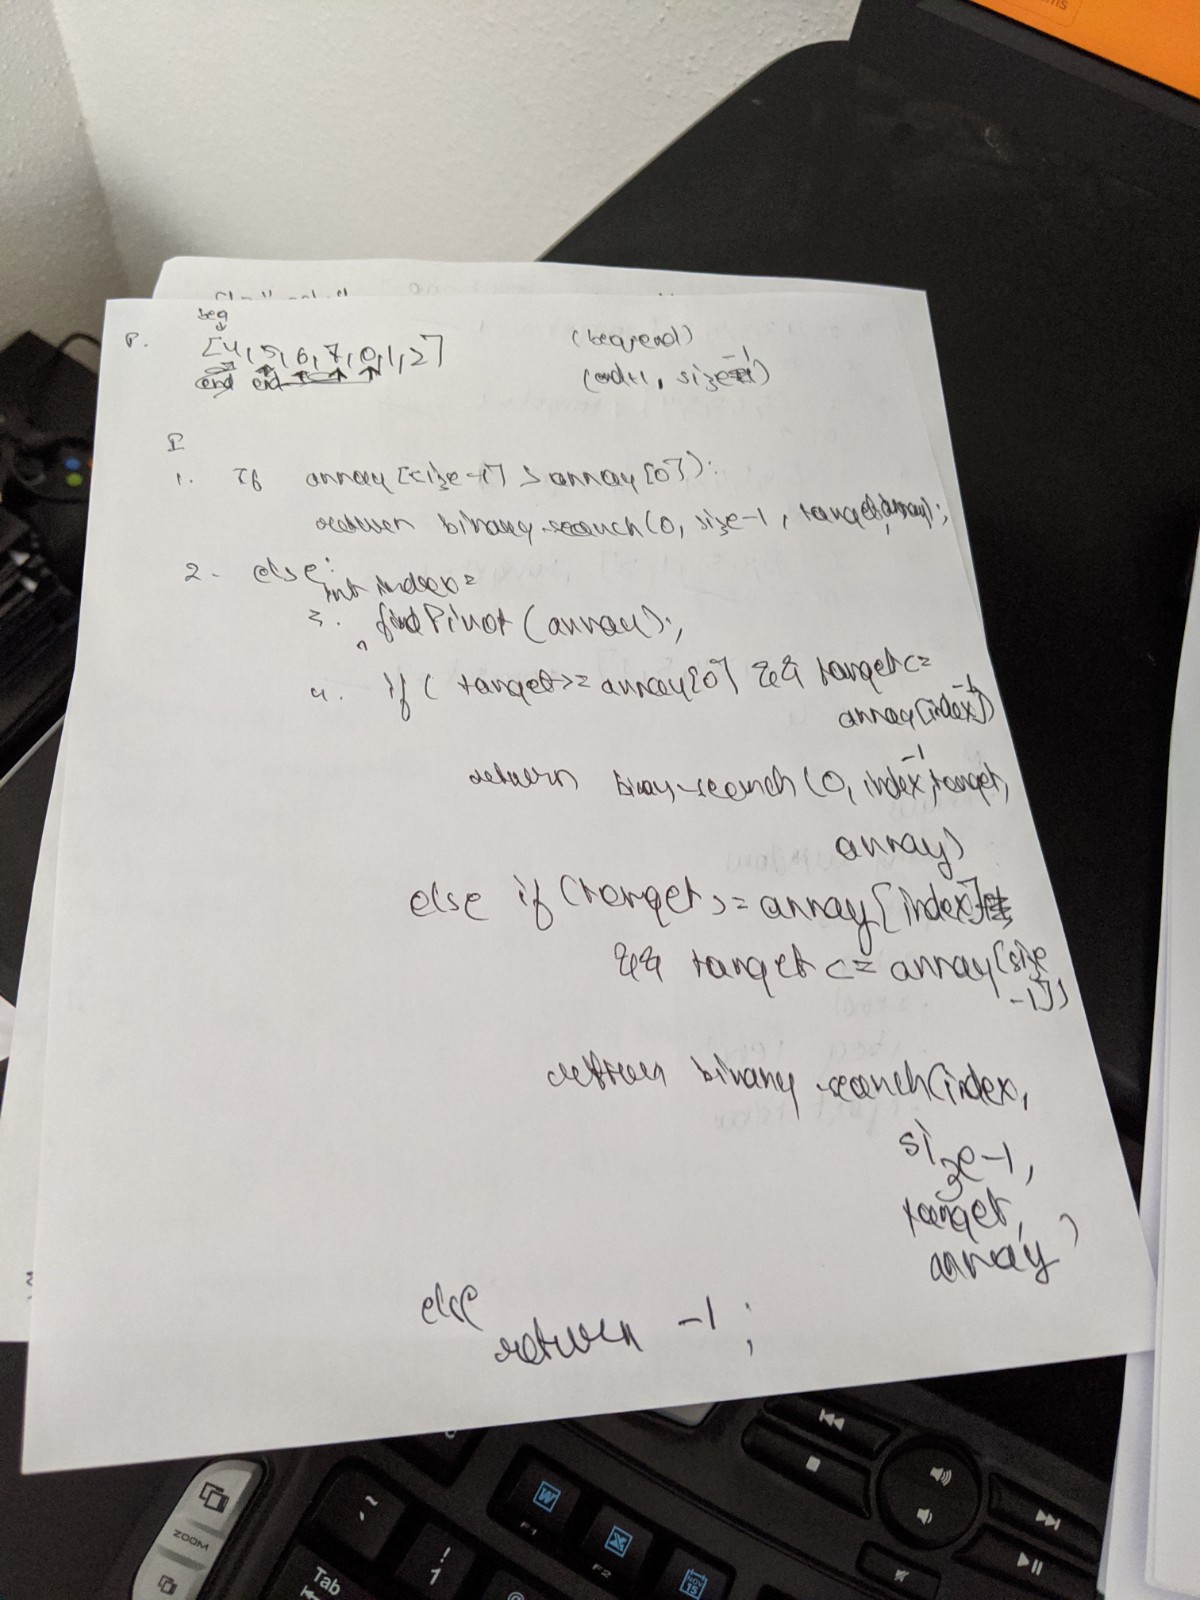 beg
P. [4, 5, 6, 7, 0, 1, 2] (beg, end)
end end (end+1, size-1)
I
1. If array[size-1] > array[0]):
return binary-search(0, size-1, target, array);
2. else:
int index =
3. findPivot(array);
4. if( target >= array[0] && target <=
array[index-1])
return binary-search(0, index-1, target,
array)
else if (target >= array[index]
&& target <= array[size
-1])
return binary-search(index,
size-1,
target,
array)
else
return -1;
ZOOM
~
`
!
1
Tab
W
F1
X
F2
NOV
15